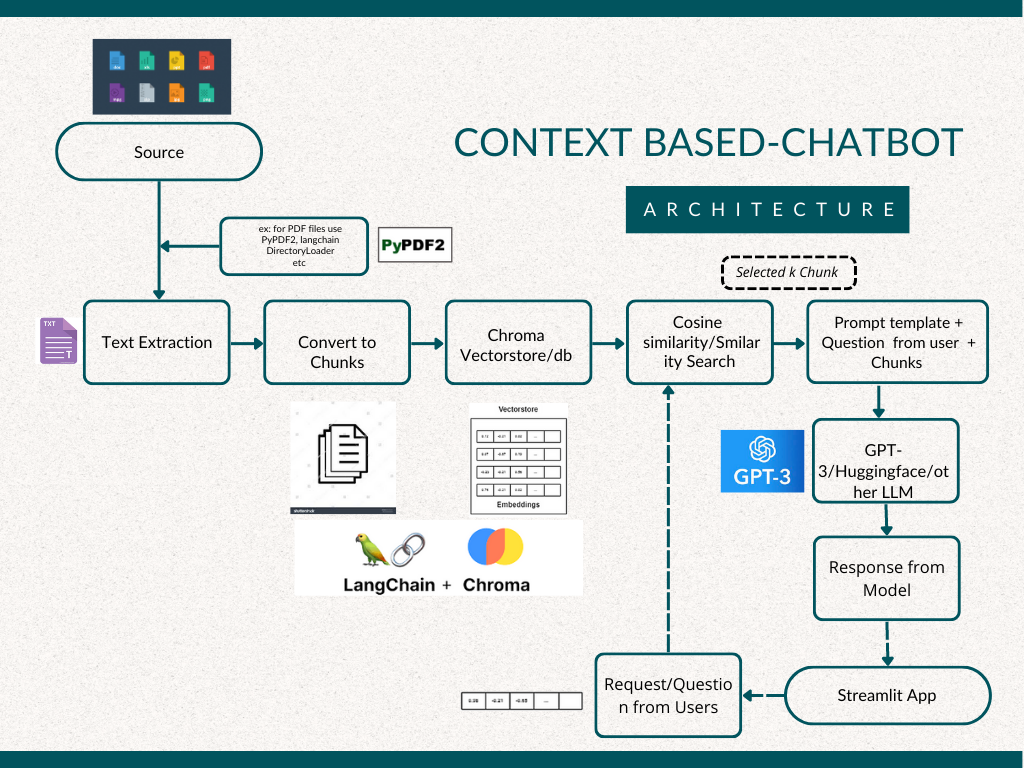 Source
CONTEXT BASED-CHATBOT
ARCHITECTURE
ex: for PDF files use
PyPDF2, langchain
DirectoryLoader
etc
PyPDF2
Selected k Chunk
TXT
T
Text Extraction
Convert to
Chunks
Chroma
Vectorstore/db
Cosine
similarity/Smilar
ity Search
Prompt template +
Question from user +
Chunks
Vectorstore
Embeddings
GPT-3
GPT-
3/Huggingface/ot
her LLM
LangChain + Chroma
Response from
Model
Request/Questio
n from Users
Streamlit App